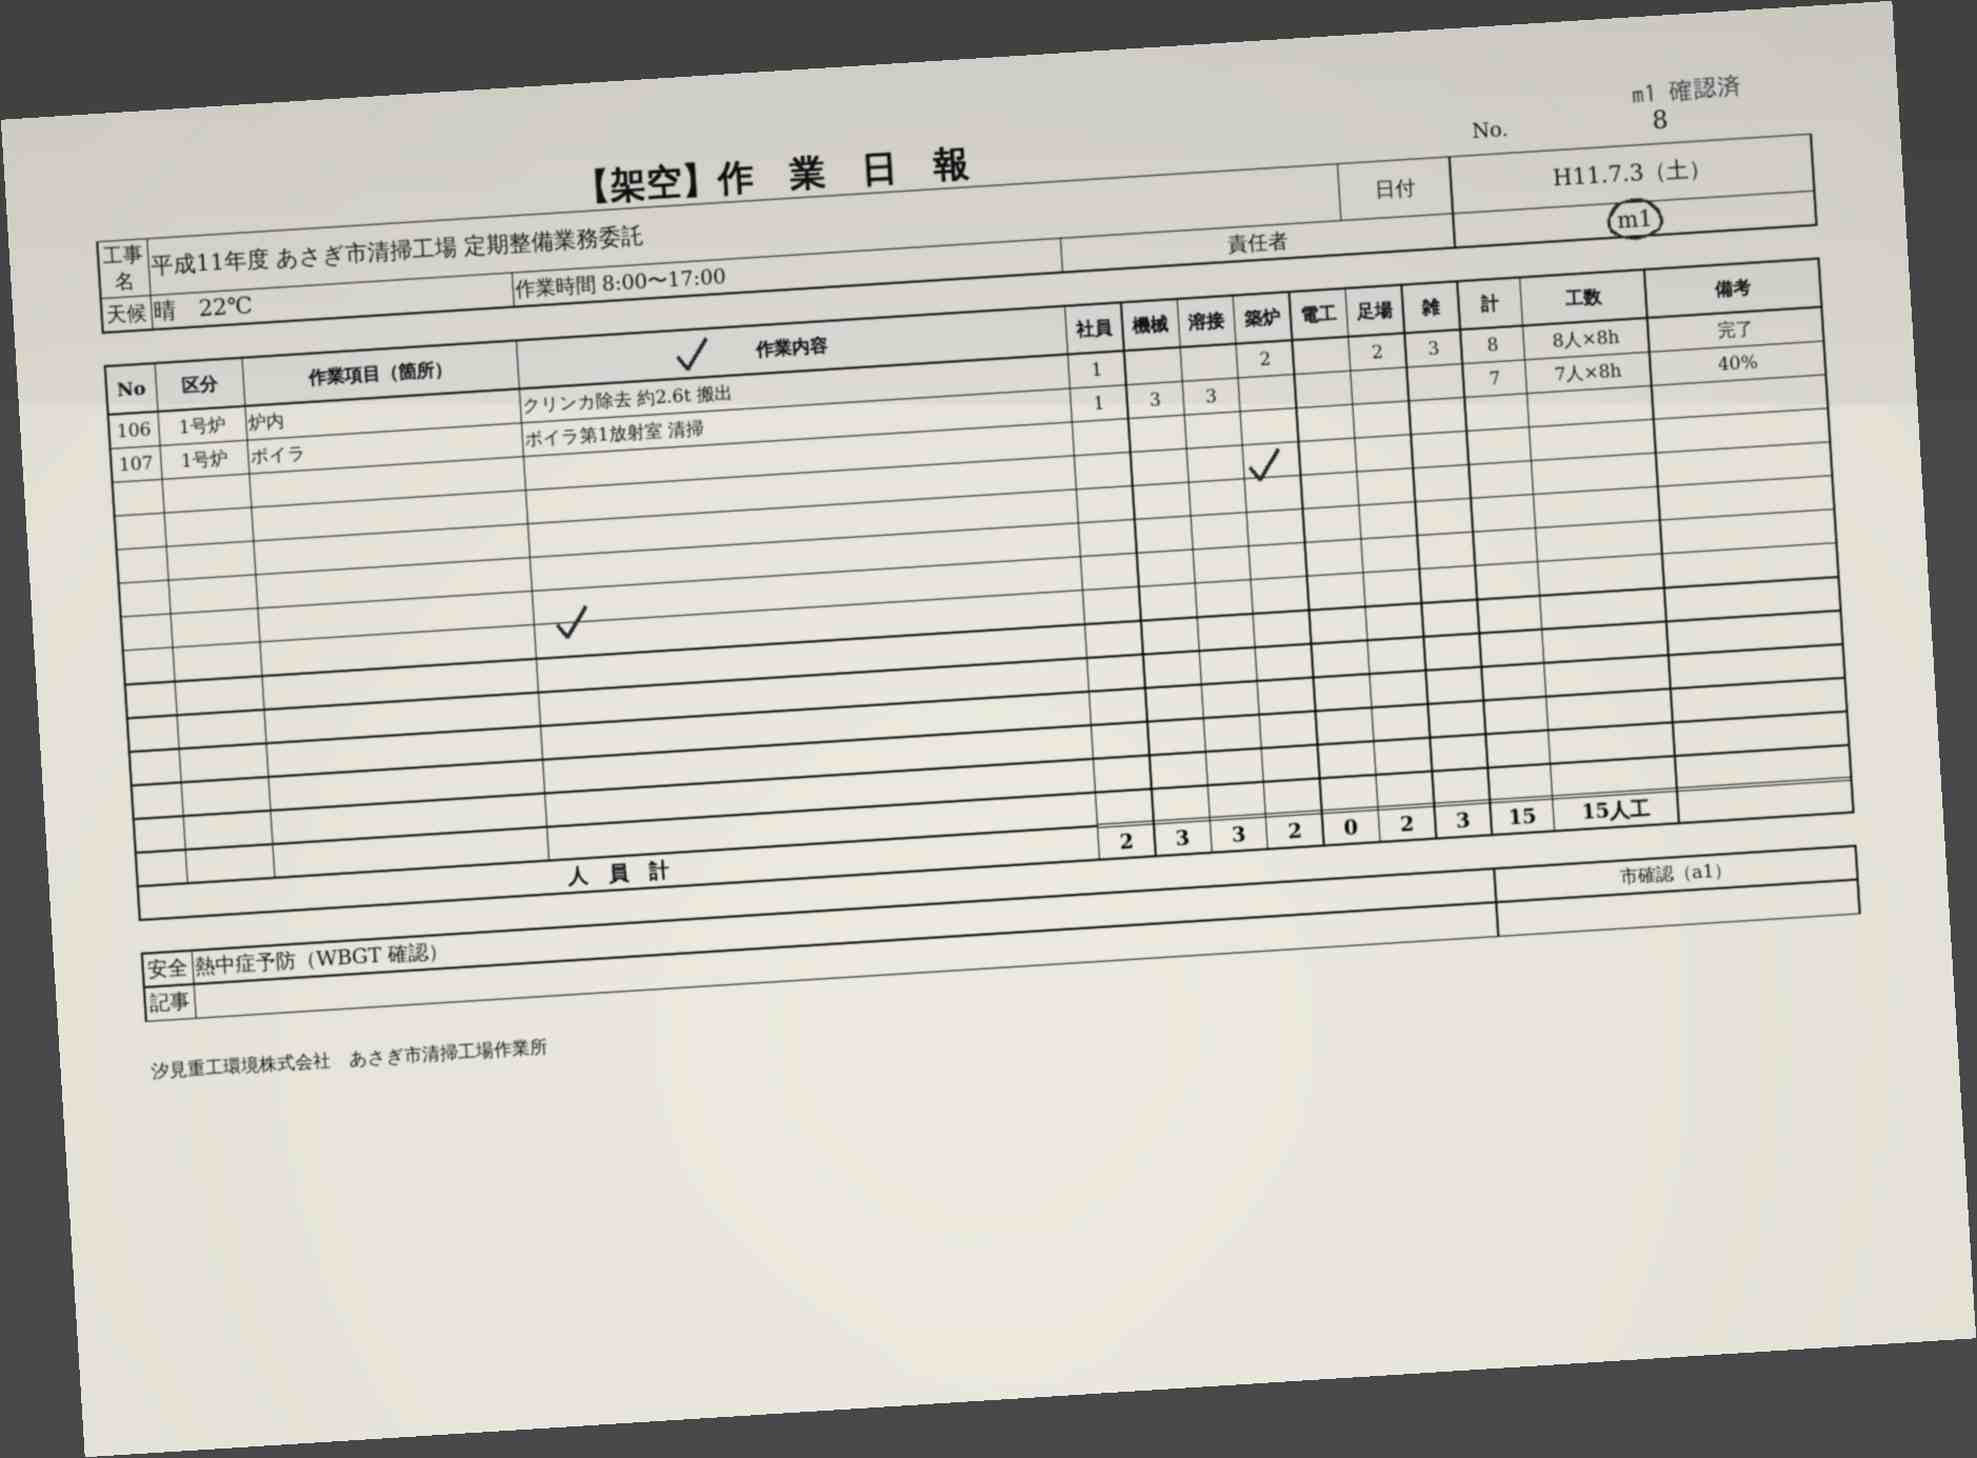 m1 確認済
No. 8
【架空】作 業 日 報
工事名 平成11年度 あさぎ市清掃工場 定期整備業務委託 日付 H11.7.3（土）
天候 晴 22℃ 作業時間 8:00〜17:00 責任者 m1
No 区分 作業項目（箇所） 作業内容 社員 機械 溶接 築炉 電工 足場 雑 計 工数 備考
106 1号炉 炉内 クリンカ除去 約2.6t 搬出 1 2 2 3 8 8人×8h 完了
107 1号炉 ボイラ ボイラ第1放射室 清掃 1 3 3 7 7人×8h 40%
人 員 計 2 3 3 2 0 2 3 15 15人工
安全 熱中症予防（WBGT 確認） 市確認（a1）
記事
汐見重工環境株式会社 あさぎ市清掃工場作業所